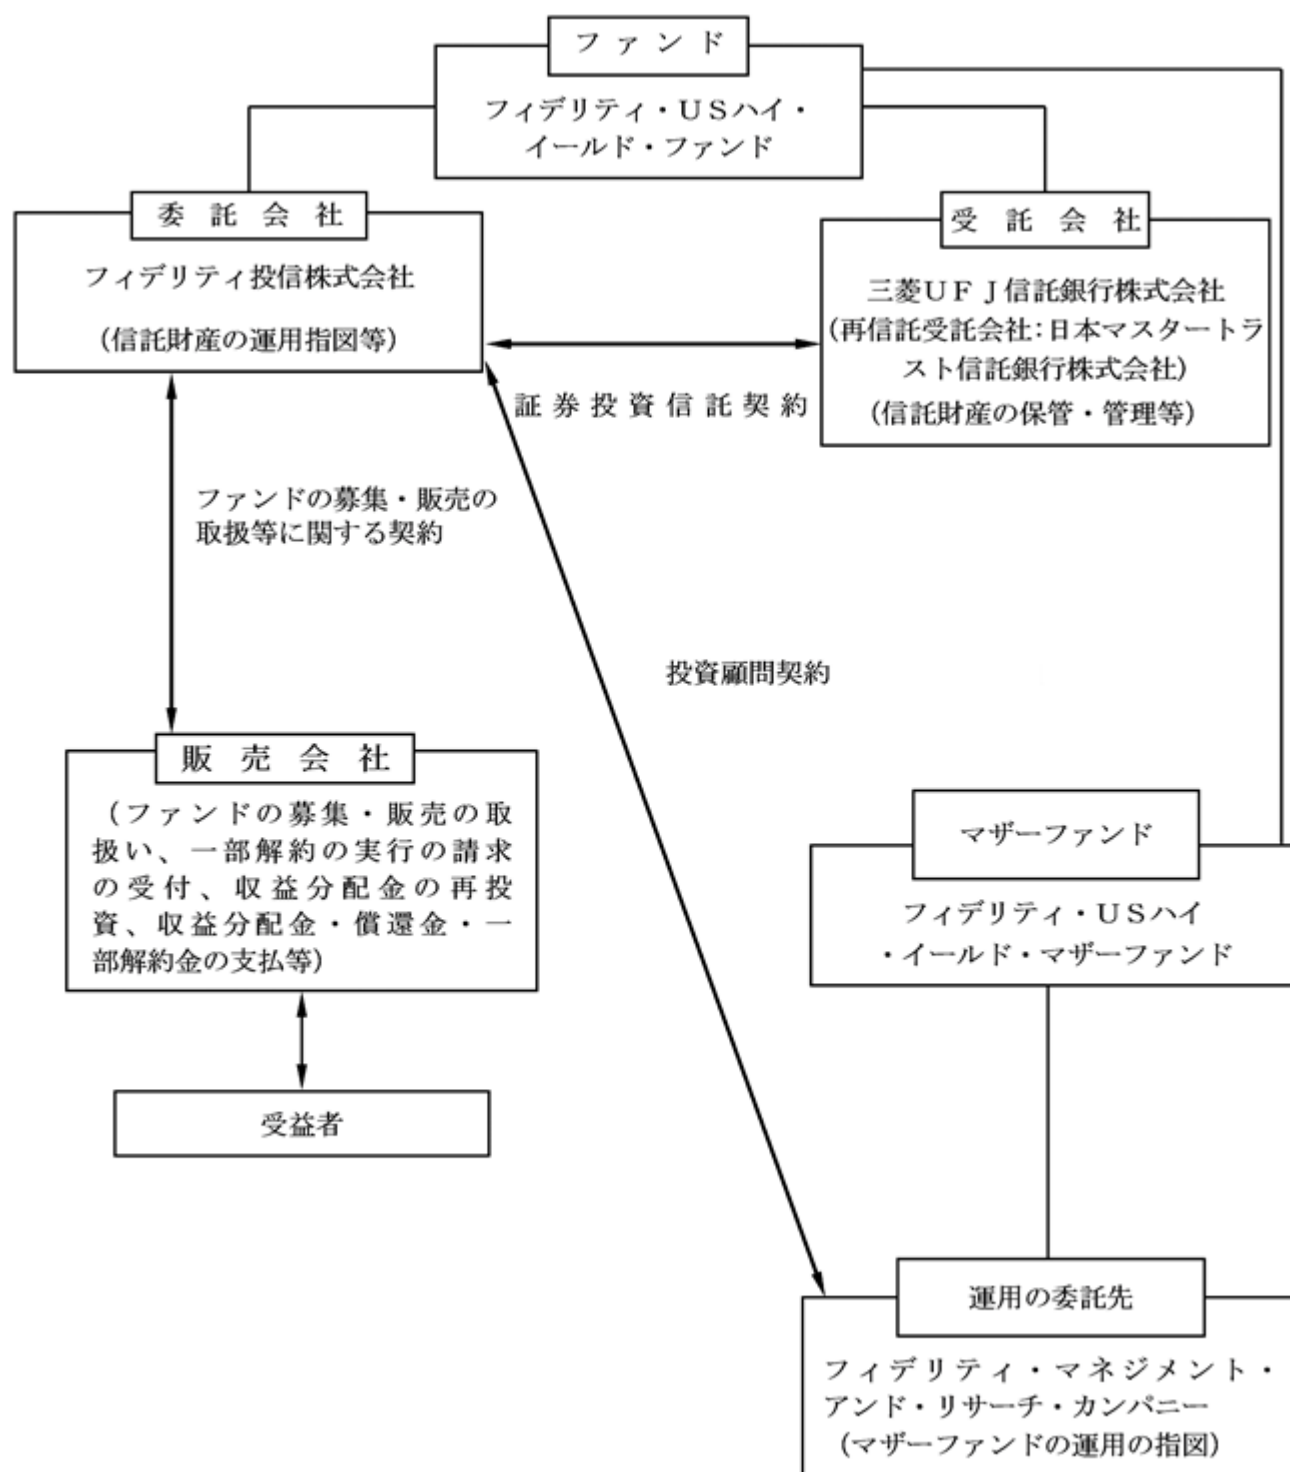 ファンド
フィデリティ・ＵＳハイ・
イールド・ファンド
委託会社
フィデリティ投信株式会社
（信託財産の運用指図等）
受託会社
三菱ＵＦＪ信託銀行株式会社
（再信託受託会社：日本マスタートラ
スト信託銀行株式会社）
（信託財産の保管・管理等）
証券投資信託契約
ファンドの募集・販売の
取扱等に関する契約
投資顧問契約
販売会社
（ファンドの募集・販売の取
扱い、一部解約の実行の請求
の受付、収益分配金の再投
資、収益分配金・償還金・一
部解約金の支払等）
受益者
マザーファンド
フィデリティ・ＵＳハイ
・イールド・マザーファンド
運用の委託先
フィデリティ・マネジメント・
アンド・リサーチ・カンパニー
（マザーファンドの運用の指図）